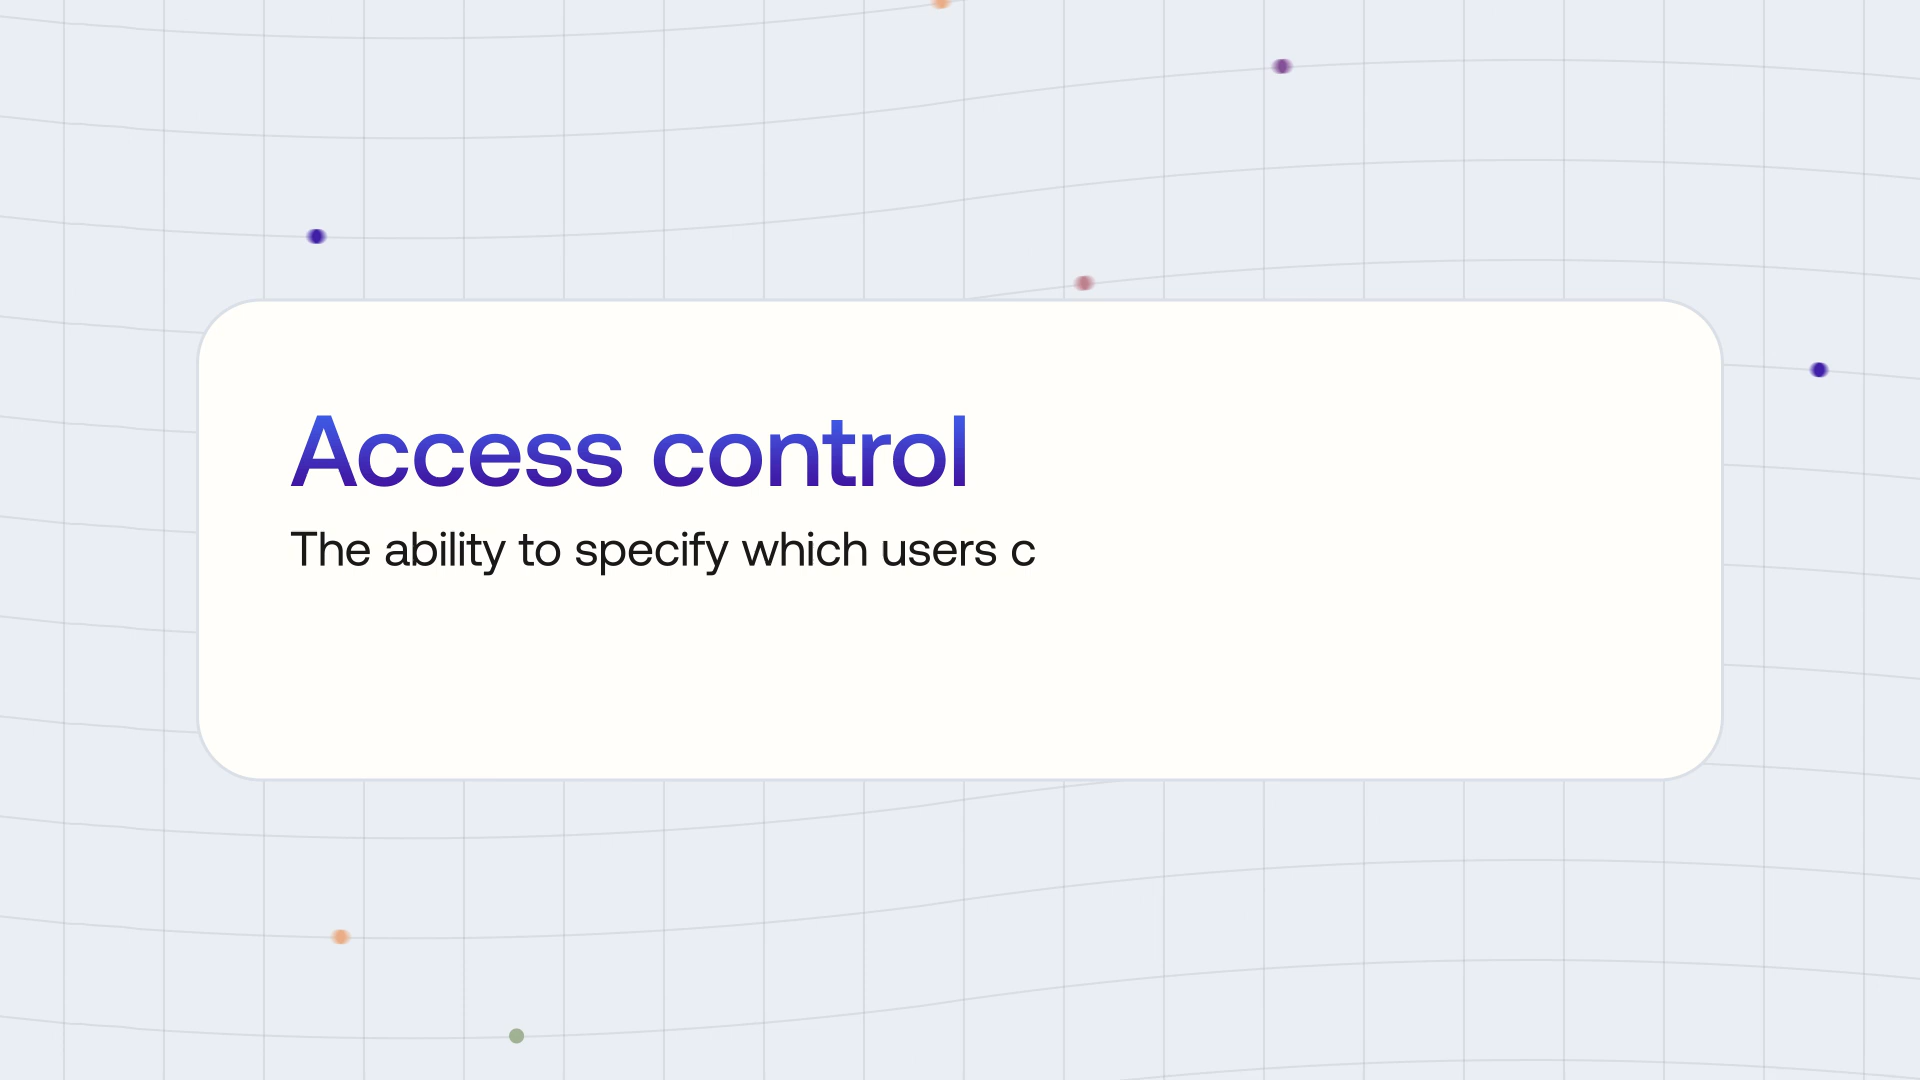 Access control
The ability to specify which users c